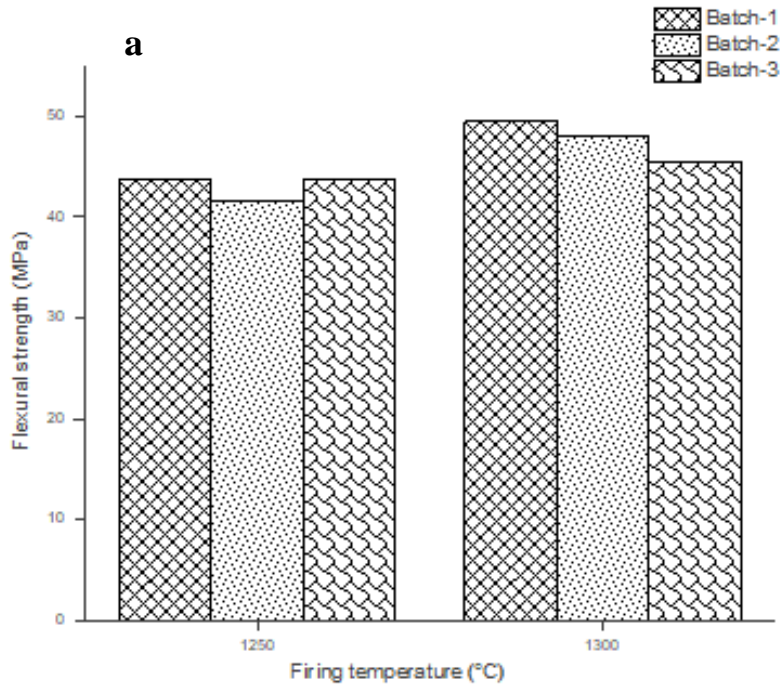 a
Batch-1
Batch-2
Batch-3
50
40
30
20
10
0
Flexural strength (MPa)
1250
1300
Firing temperature (°C)